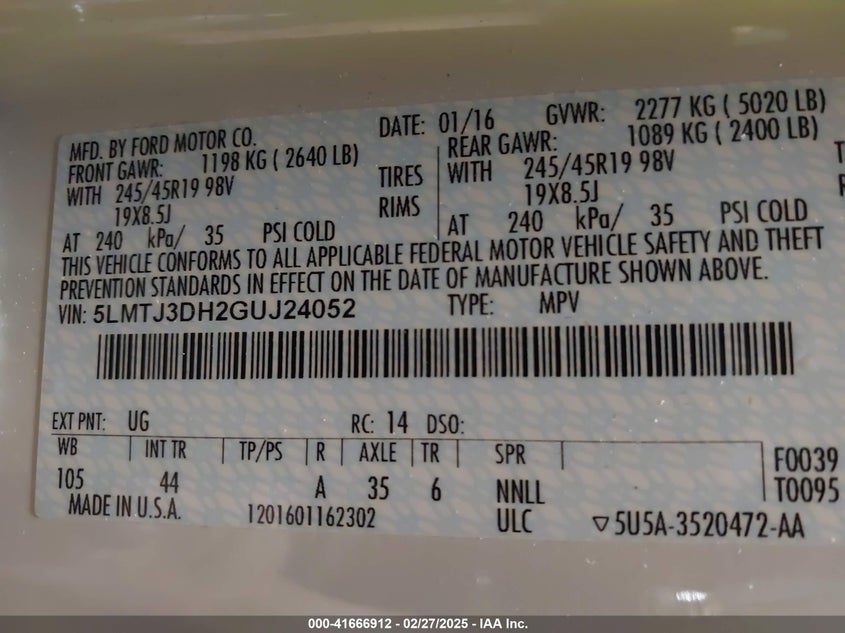 MFD. BY FORD MOTOR CO. DATE: 01/16 GVWR: 2277 KG ( 5020 LB)
FRONT GAWR: 1198 KG ( 2640 LB) REAR GAWR: 1089 KG ( 2400 LB)
WITH 245/45R19 98V TIRES WITH 245/45R19 98V T
19X8.5J RIMS 19X8.5J
AT 240 kPa/ 35 PSI COLD AT 240 kPa/ 35 PSI COLD
THIS VEHICLE CONFORMS TO ALL APPLICABLE FEDERAL MOTOR VEHICLE SAFETY AND THEFT
PREVENTION STANDARDS IN EFFECT ON THE DATE OF MANUFACTURE SHOWN ABOVE.
VIN: 5LMTJ3DH2GUJ24052 TYPE: MPV
EXT PNT: UG RC: 14 DSO:
WB INT TR TP/PS R AXLE TR SPR F0039
105 44 A 35 6 NNLL T0095
MADE IN U.S.A. 1201601162302 ULC ▽5U5A-3520472-AA
000-41666912 - 02/27/2025 - IAA Inc.